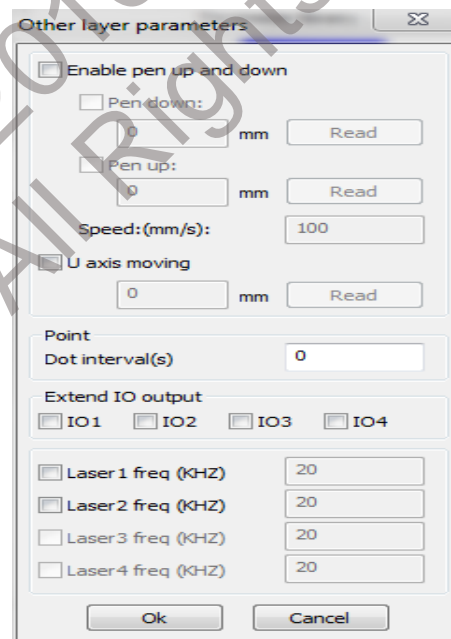 Other layer parameters
Enable pen up and down
Pen down:
0 mm Read
Pen up:
0 mm Read
Speed:(mm/s): 100
U axis moving
0 mm Read
Point
Dot interval(s) 0
Extend IO output
IO1 IO2 IO3 IO4
Laser1 freq (KHZ) 20
Laser2 freq (KHZ) 20
Laser3 freq (KHZ) 20
Laser4 freq (KHZ) 20
Ok Cancel
All Rights